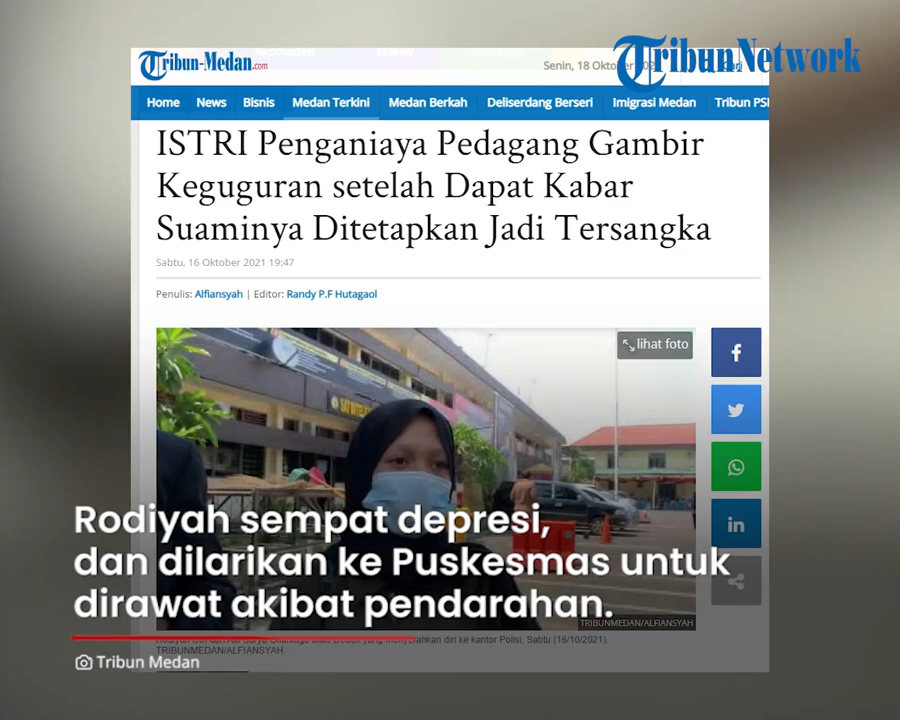 Tribun-Medan.com
Senin, 18 Oktober
TribunNetwork
Cari
Home News Bisnis Medan Terkini Medan Berkah Deliserdang Berseri Imigrasi Medan Tribun PSM
ISTRI Penganiaya Pedagang Gambir
Keguguran setelah Dapat Kabar
Suaminya Ditetapkan Jadi Tersangka
Sabtu, 16 Oktober 2021 19:47
Penulis: Alfiansyah | Editor: Randy P.F Hutagaol
lihat foto
Rodiyah sempat depresi,
dan dilarikan ke Puskesmas untuk
dirawat akibat pendarahan.
TRIBUNMEDAN/ALFIANSYAH
menyerahkan diri ke kantor Polisi, Sabtu (16/10/2021).
TRIBUNMEDAN/ALFIANSYAH
Tribun Medan